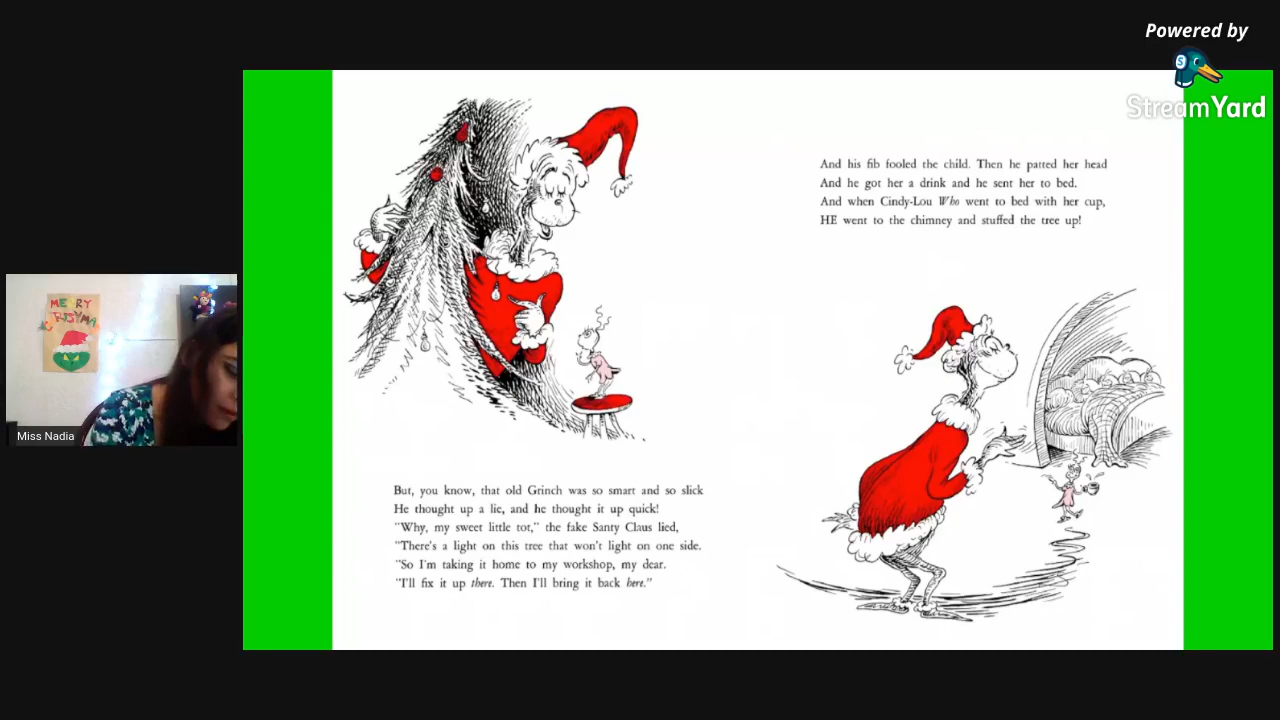 Powered by
StreamYard
And his fib fooled the child. Then he patted her head
And he got her a drink and he sent her to bed.
And when Cindy-Lou Who went to bed with her cup,
HE went to the chimney and stuffed the tree up!
MERRY
Miss Nadia
But, you know, that old Grinch was so smart and so slick
He thought up a lie, and he thought it up quick!
"Why, my sweet little tot," the fake Santy Claus lied,
"There's a light on this tree that won't light on one side.
"So I'm taking it home to my workshop, my dear.
"I'll fix it up there. Then I'll bring it back here."